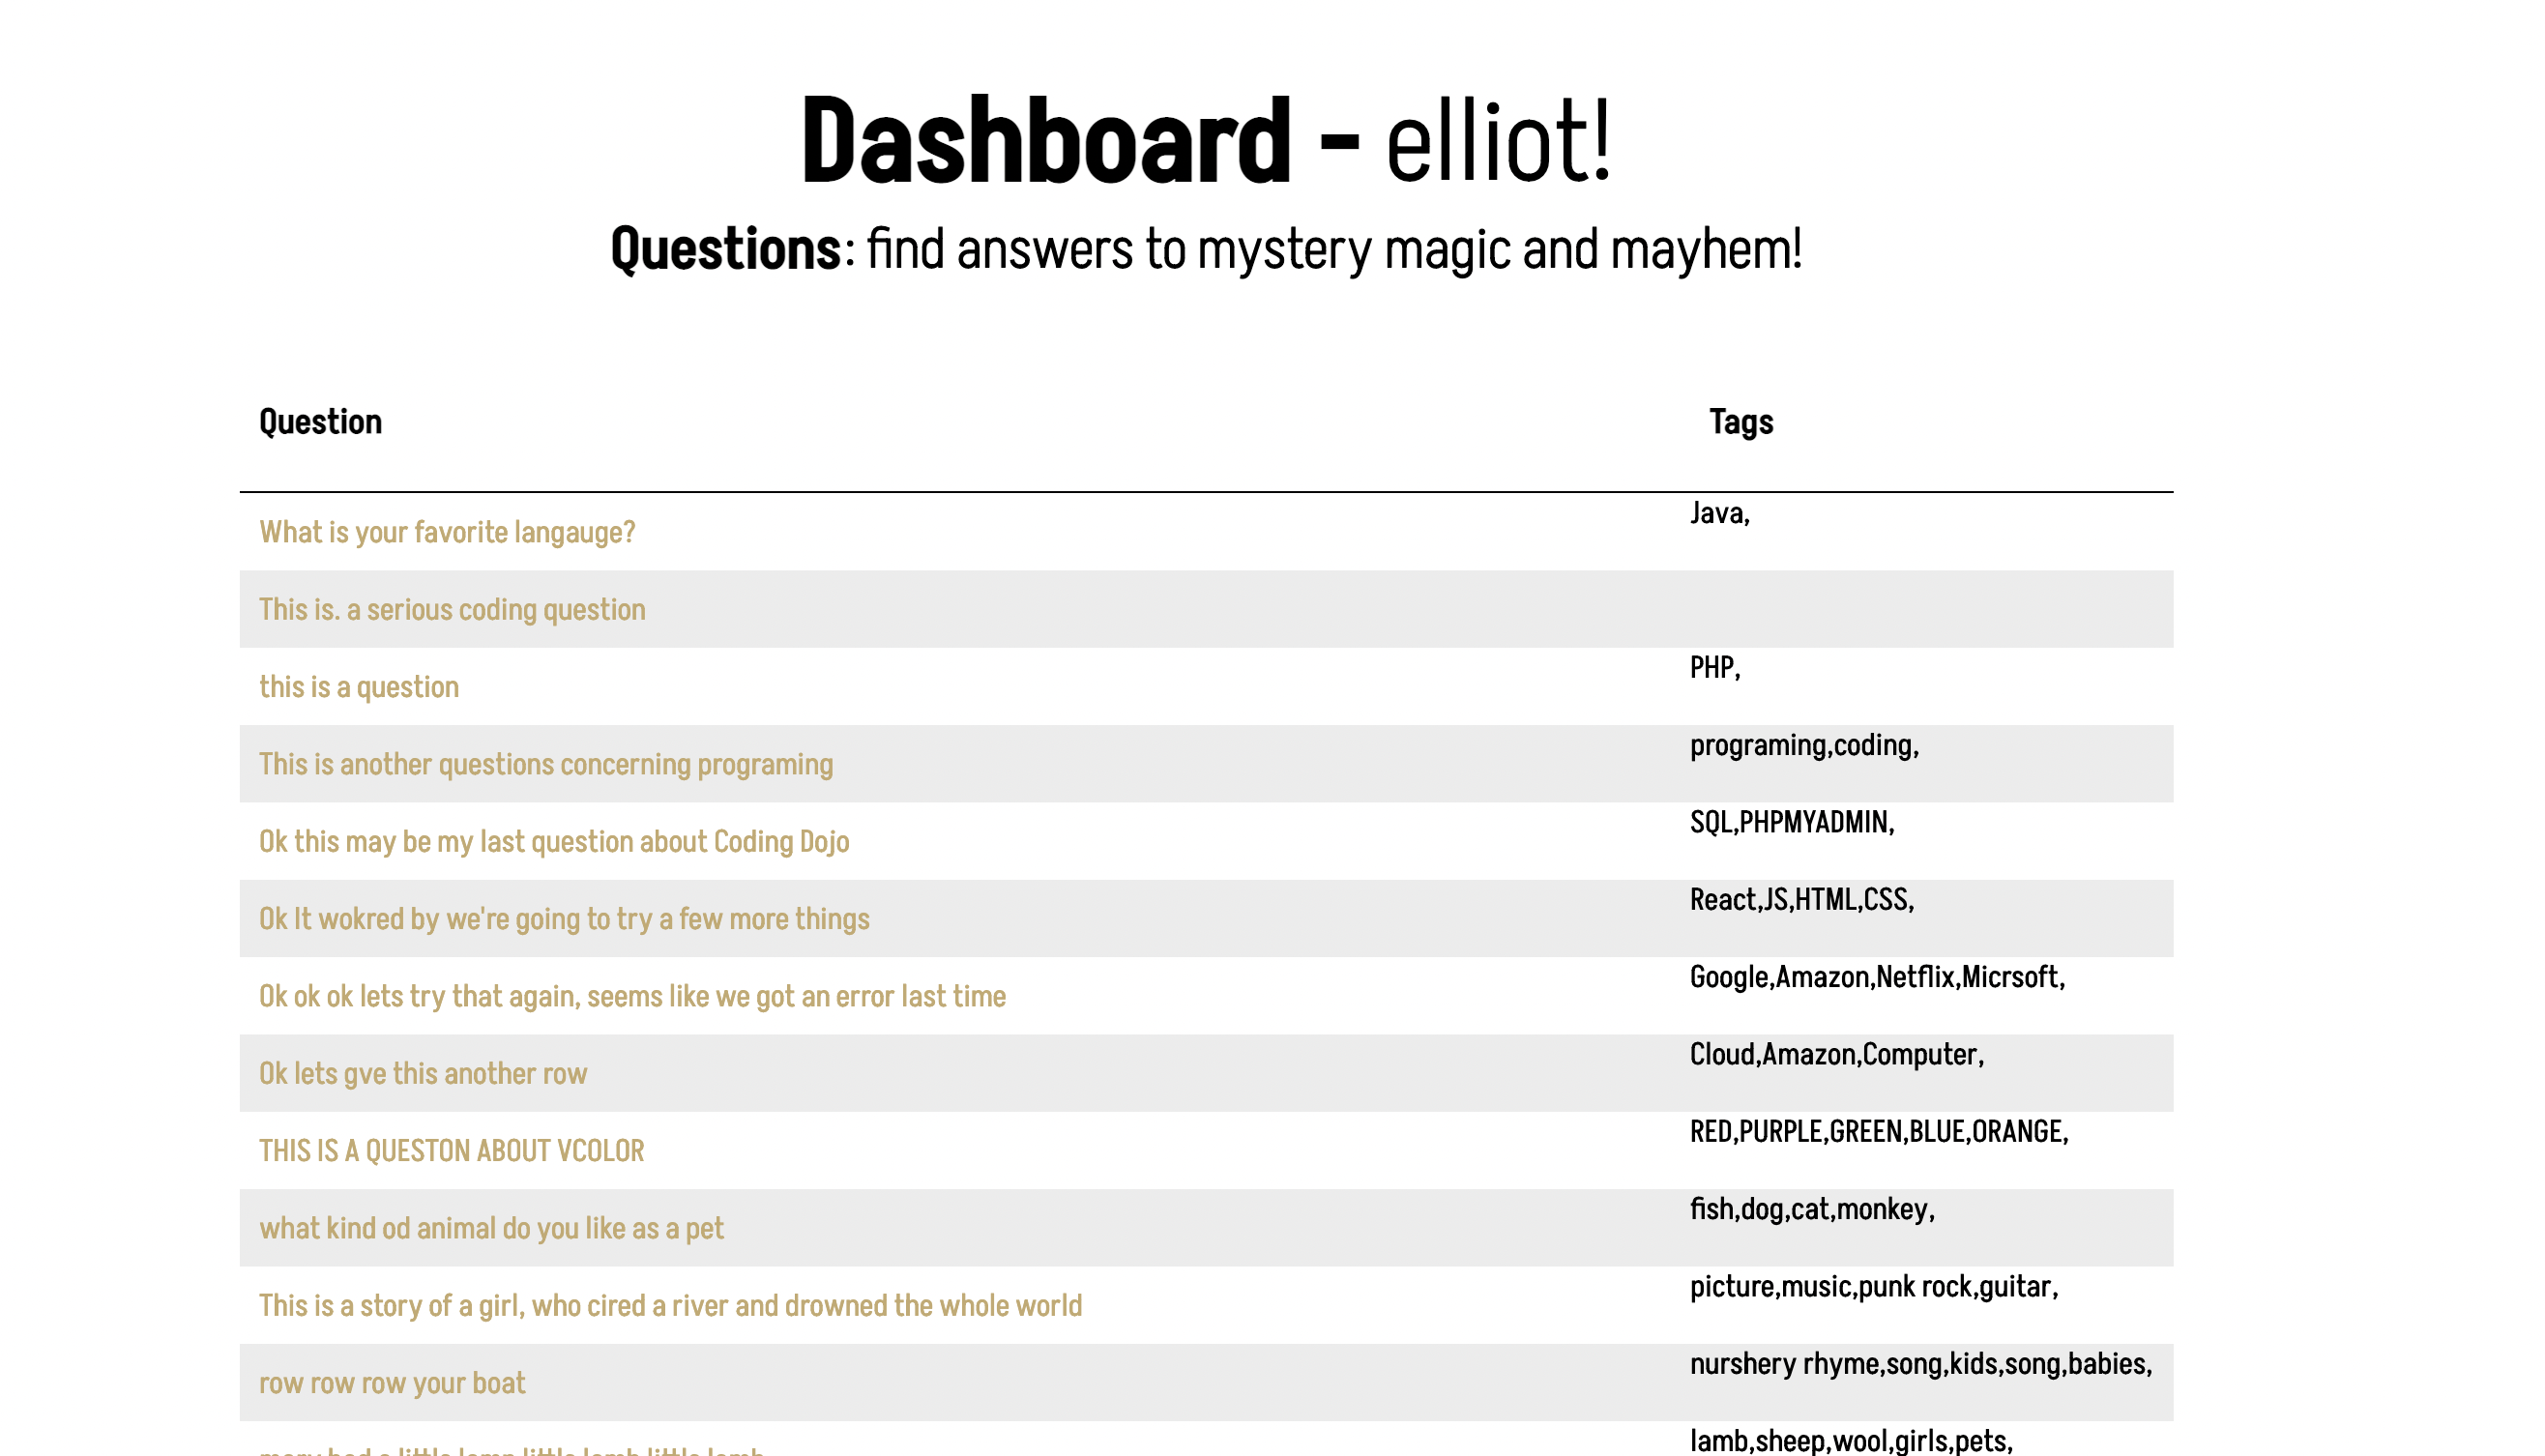 Dashboard - elliot!
Questions: find answers to mystery magic and mayhem!
Question Tags
What is your favorite langauge? Java,
This is. a serious coding question
this is a question PHP,
This is another questions concerning programing programing,coding,
Ok this may be my last question about Coding Dojo SQL,PHPMYADMIN,
Ok It wokred by we're going to try a few more things React,JS,HTML,CSS,
Ok ok ok lets try that again, seems like we got an error last time Google,Amazon,Netflix,Micrsoft,
Ok lets gve this another row Cloud,Amazon,Computer,
THIS IS A QUESTON ABOUT VCOLOR RED,PURPLE,GREEN,BLUE,ORANGE,
what kind od animal do you like as a pet fish,dog,cat,monkey,
This is a story of a girl, who cired a river and drowned the whole world picture,music,punk rock,guitar,
row row row your boat nurshery rhyme,song,kids,song,babies,
lamb,sheep,wool,girls,pets,